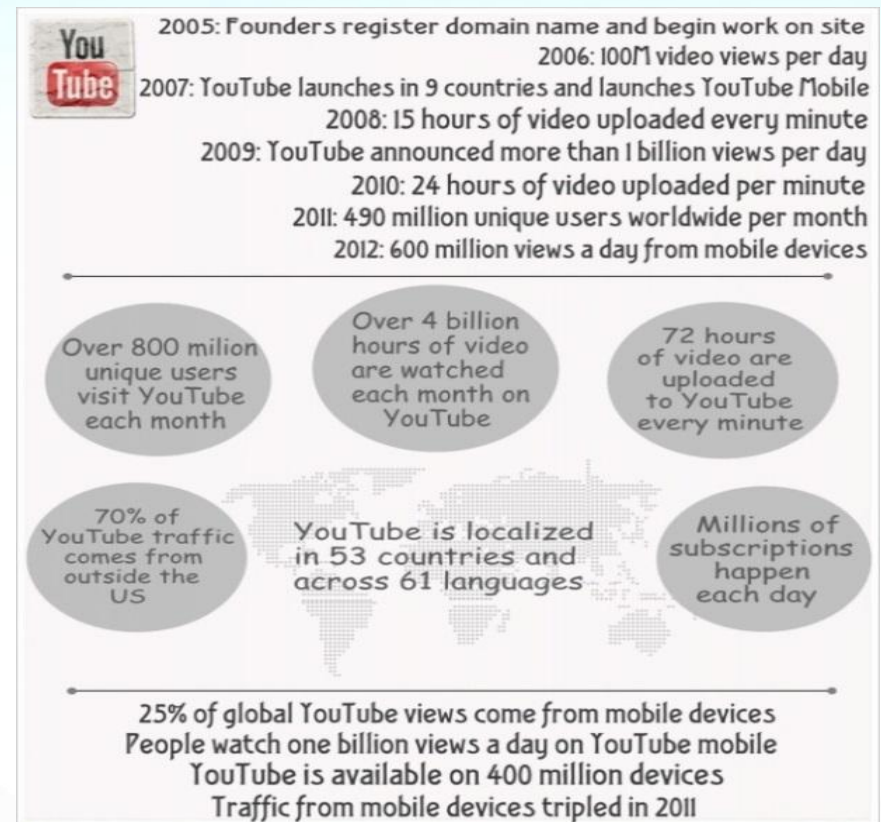 You
Tube
2005: Founders register domain name and begin work on site
2006: 100M video views per day
2007: YouTube launches in 9 countries and launches YouTube Mobile
2008: 15 hours of video uploaded every minute
2009: YouTube announced more than 1 billion views per day
2010: 24 hours of video uploaded per minute
2011: 490 million unique users worldwide per month
2012: 600 million views a day from mobile devices
Over 800 milion
unique users
visit YouTube
each month
Over 4 billion
hours of video
are watched
each month on
YouTube
72 hours
of video are
uploaded
to YouTube
every minute
70% of
YouTube traffic
comes from
outside the
US
YouTube is localized
in 53 countries and
across 61 languages
Millions of
subscriptions
happen
each day
25% of global YouTube views come from mobile devices
People watch one billion views a day on YouTube mobile
YouTube is available on 400 million devices
Traffic from mobile devices tripled in 2011